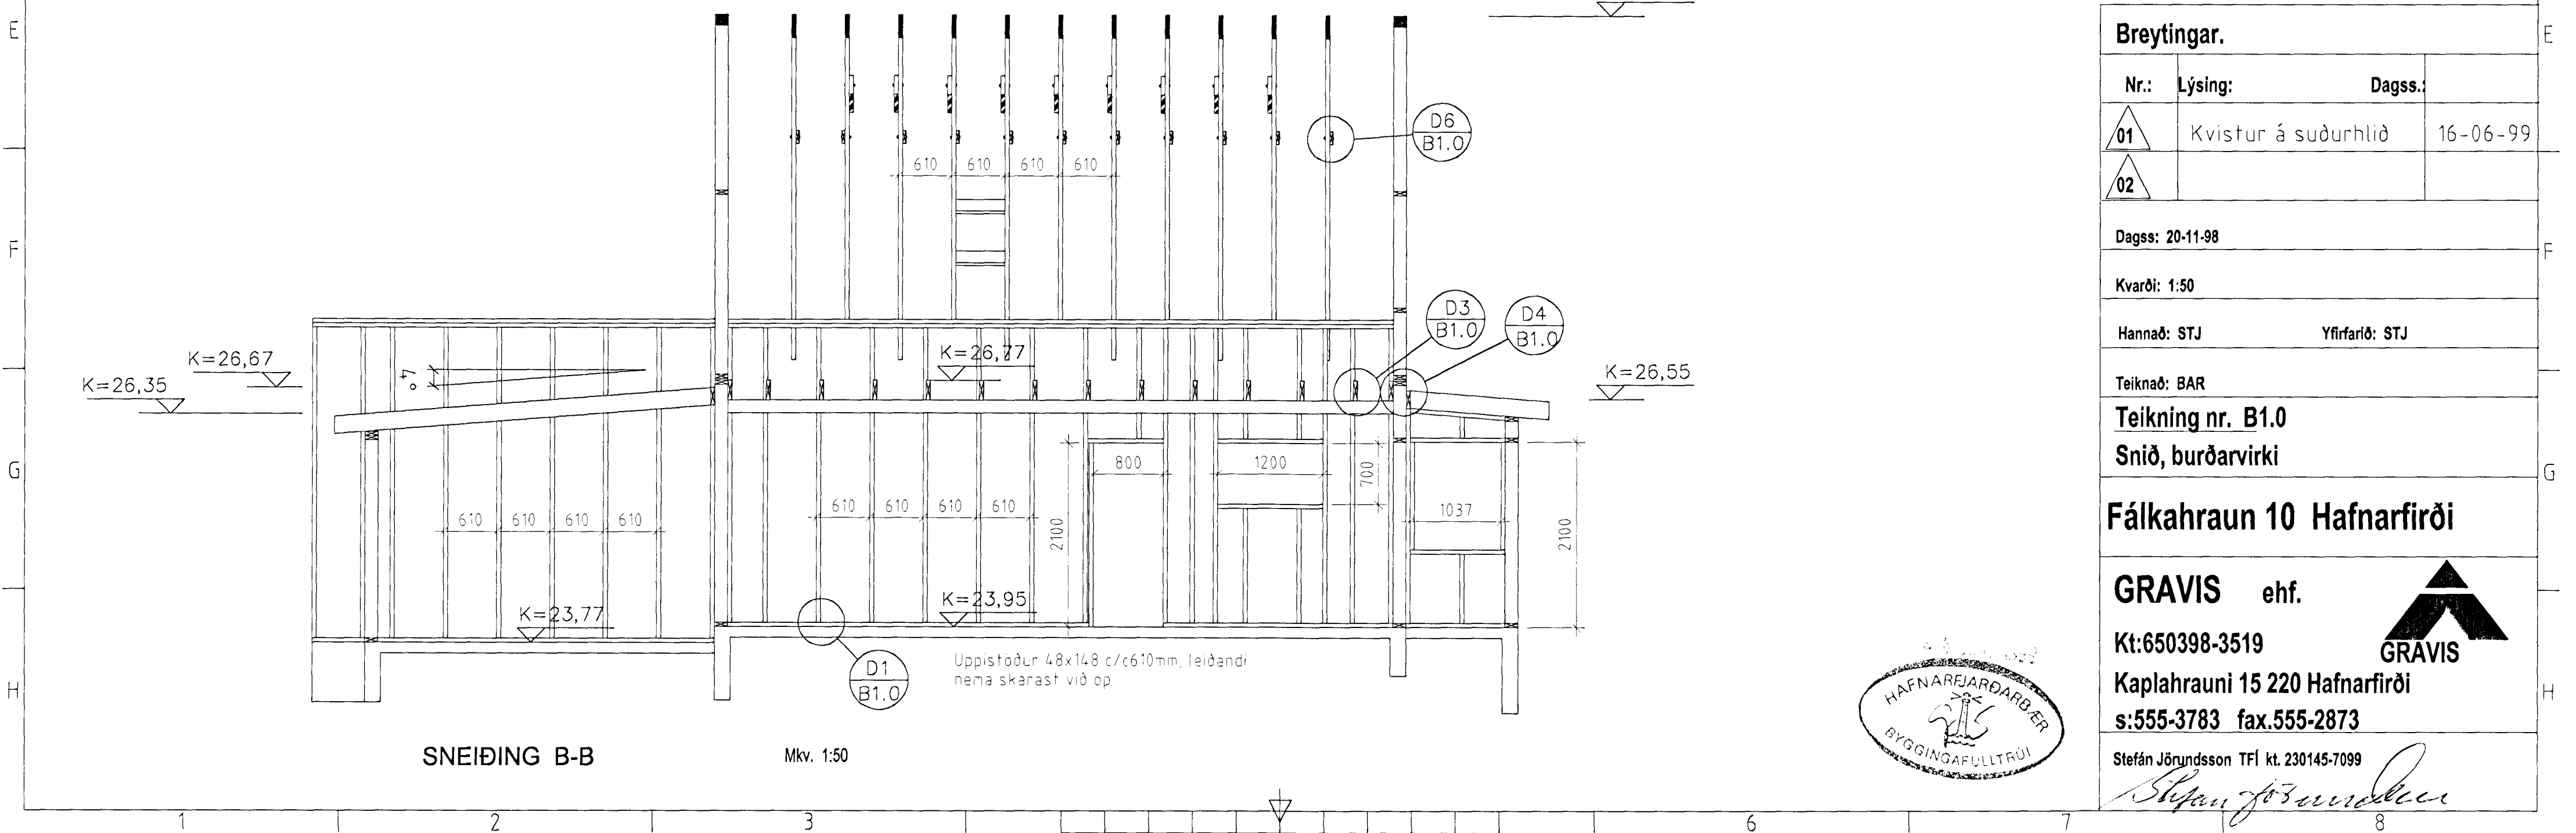 E
F
G
H
D6
B1.0
610 610 610 610
D3
B1.0
D4
B1.0
K=26,67
K=26,35
4°
K=26,77
K=26,55
800
1200
700
1037
610 610 610 610
610 610 610 610
2100
2100
K=23,77
K=23,95
D1
B1.0
Uppistöður 48x148 c/c610mm, leiðandi
nema skarast við op
SNEIÐING B-B
Mkv. 1:50
HAFNARFJARÐARBÆR
BYGGINGAFULLTRÚI
Breytingar.
Nr.: Lýsing: Dagss.:
01 Kvistur á suðurhlið 16-06-99
02
Dagss: 20-11-98
Kvarði: 1:50
Hannað: STJ Yfirfarið: STJ
Teiknað: BAR
Teikning nr. B1.0
Snið, burðarvirki
Fálkahraun 10 Hafnarfirði
GRAVIS ehf.
GRAVIS
Kt:650398-3519
Kaplahrauni 15 220 Hafnarfirði
s:555-3783 fax.555-2873
Stefán Jörundsson TFÍ kt. 230145-7099
E
F
G
H
1 2 3 6 7 8